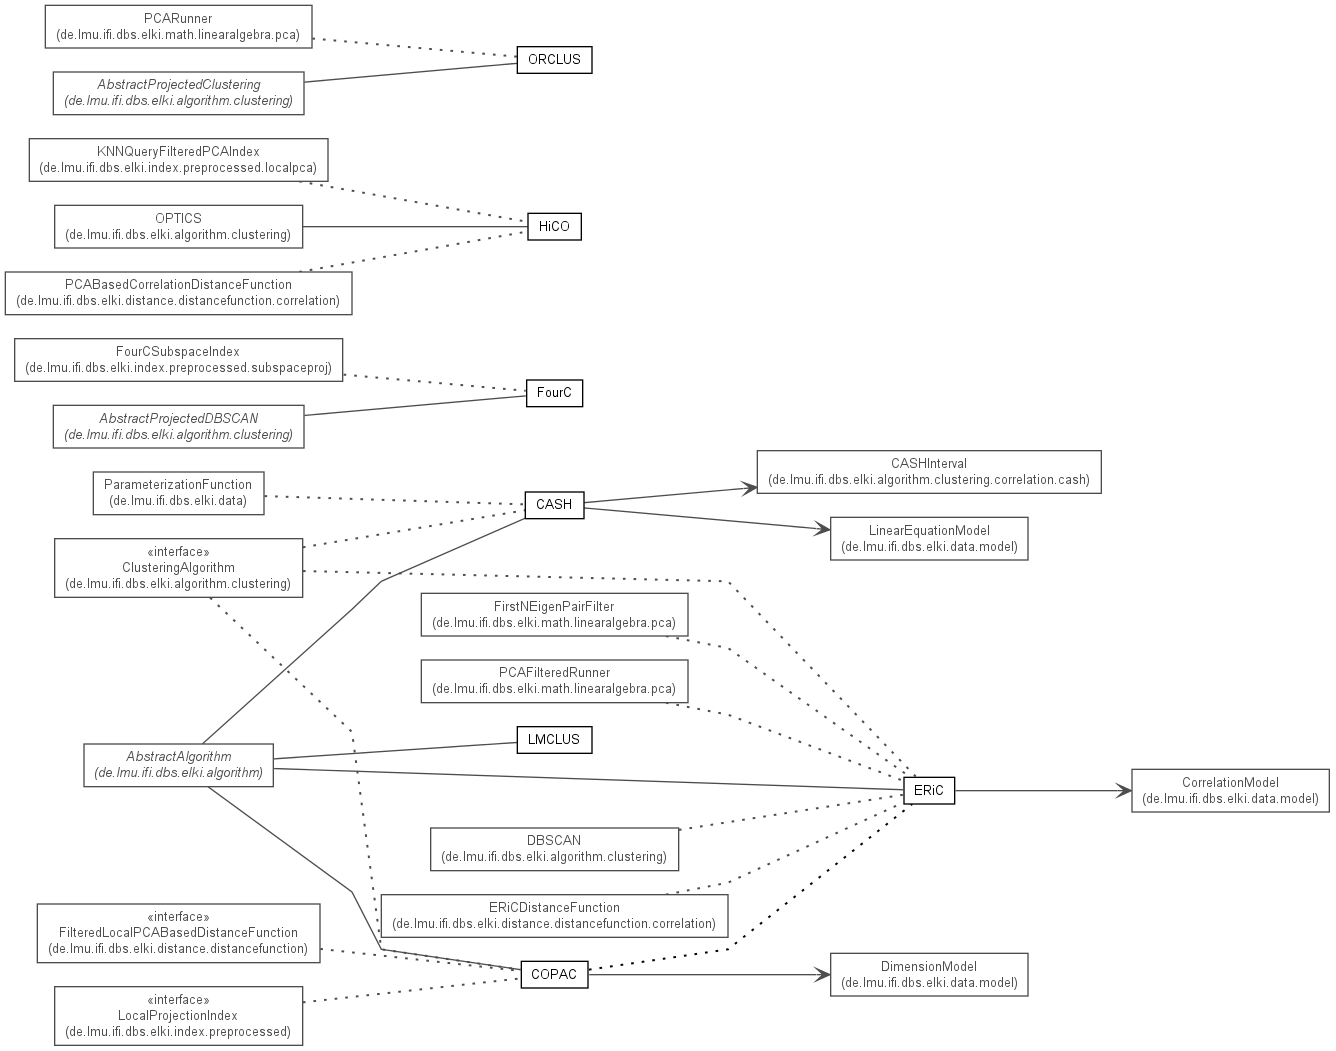 PCARunner
(de.lmu.ifi.dbs.elki.math.linearalgebra.pca)
ORCLUS
AbstractProjectedClustering
(de.lmu.ifi.dbs.elki.algorithm.clustering)
KNNQueryFilteredPCAIndex
(de.lmu.ifi.dbs.elki.index.preprocessed.localpca)
OPTICS
(de.lmu.ifi.dbs.elki.algorithm.clustering)
HiCO
PCABasedCorrelationDistanceFunction
(de.lmu.ifi.dbs.elki.distance.distancefunction.correlation)
FourCSubspaceIndex
(de.lmu.ifi.dbs.elki.index.preprocessed.subspaceproj)
FourC
AbstractProjectedDBSCAN
(de.lmu.ifi.dbs.elki.algorithm.clustering)
CASHInterval
(de.lmu.ifi.dbs.elki.algorithm.clustering.correlation.cash)
ParameterizationFunction
(de.lmu.ifi.dbs.elki.data)
CASH
LinearEquationModel
(de.lmu.ifi.dbs.elki.data.model)
«interface»
ClusteringAlgorithm
(de.lmu.ifi.dbs.elki.algorithm.clustering)
FirstNEigenPairFilter
(de.lmu.ifi.dbs.elki.math.linearalgebra.pca)
PCAFilteredRunner
(de.lmu.ifi.dbs.elki.math.linearalgebra.pca)
LMCLUS
AbstractAlgorithm
(de.lmu.ifi.dbs.elki.algorithm)
ERiC
CorrelationModel
(de.lmu.ifi.dbs.elki.data.model)
DBSCAN
(de.lmu.ifi.dbs.elki.algorithm.clustering)
ERiCDistanceFunction
(de.lmu.ifi.dbs.elki.distance.distancefunction.correlation)
«interface»
FilteredLocalPCABasedDistanceFunction
(de.lmu.ifi.dbs.elki.distance.distancefunction)
COPAC
DimensionModel
(de.lmu.ifi.dbs.elki.data.model)
«interface»
LocalProjectionIndex
(de.lmu.ifi.dbs.elki.index.preprocessed)